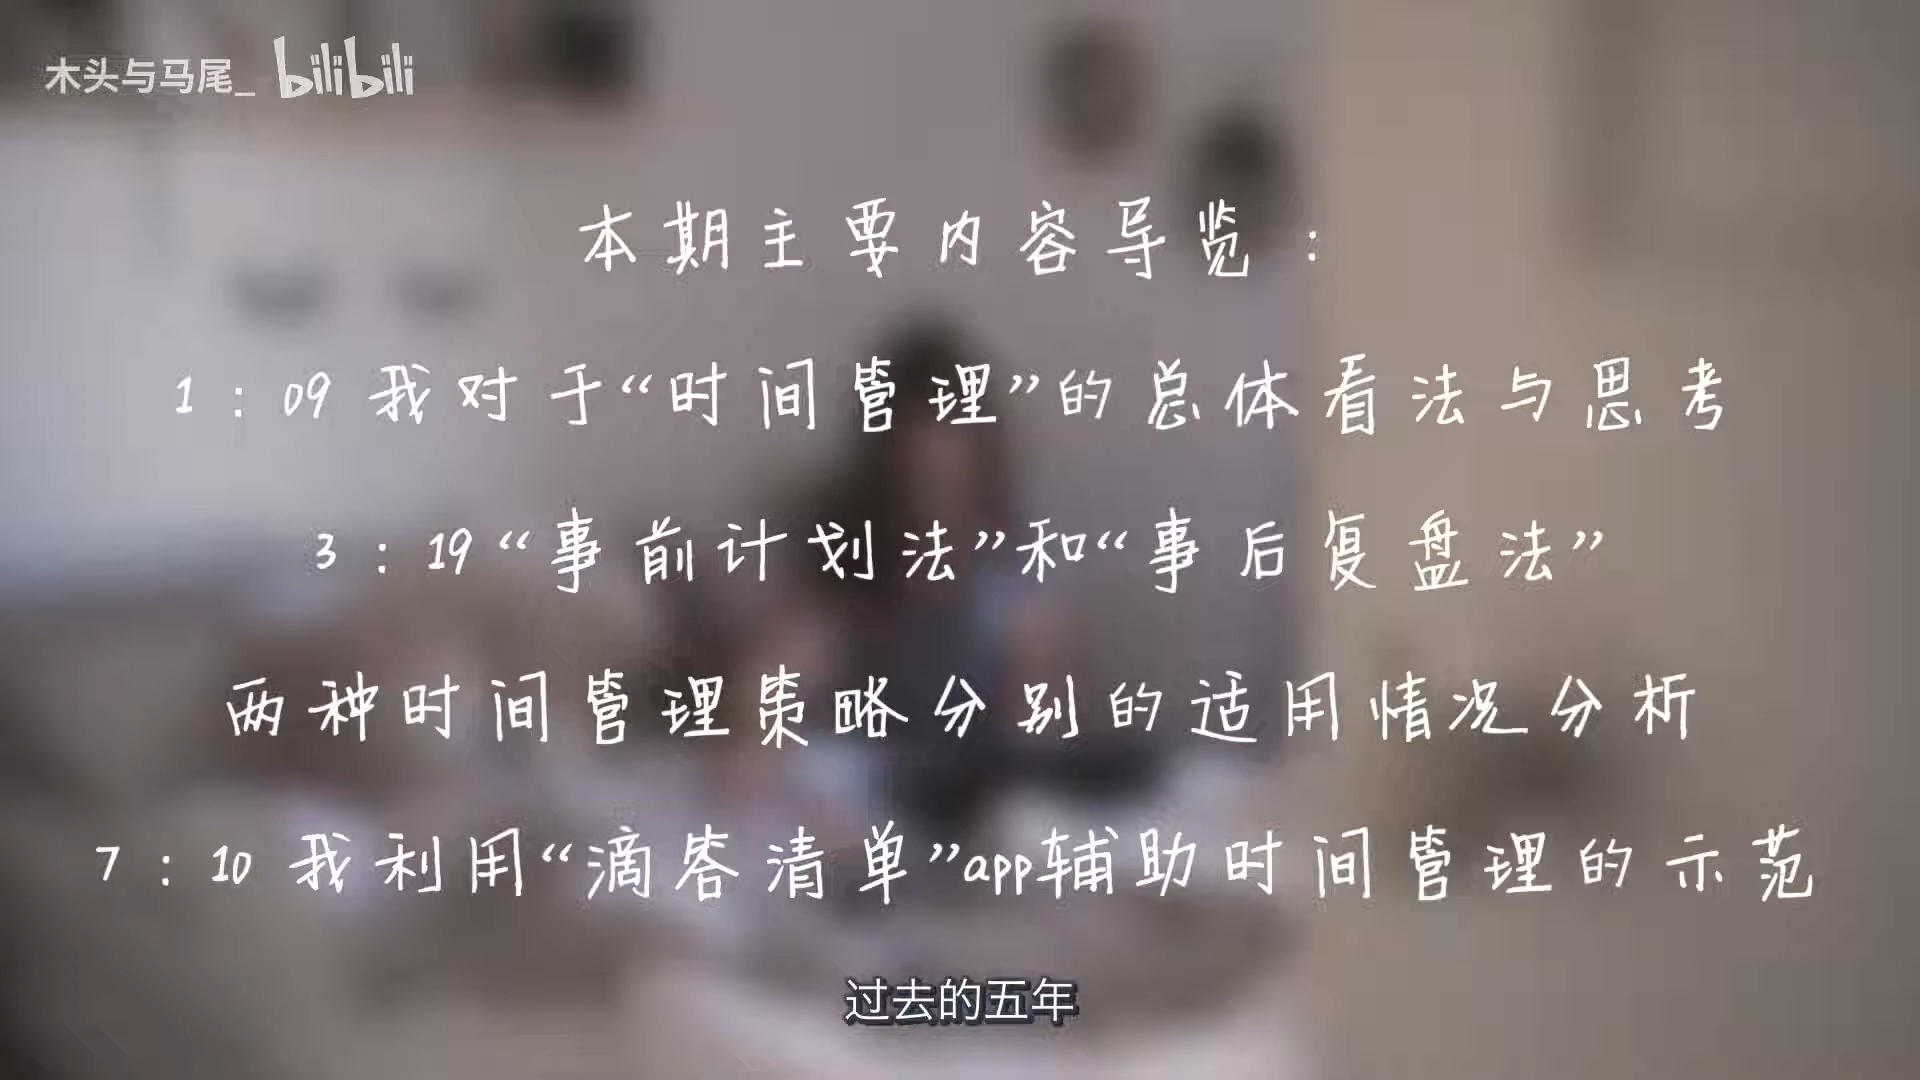 木头与马尾_ bilibili
本期主要内容导览：
1：09 我对于“时间管理”的总体看法与思考
3：19“事前计划法”和“事后复盘法”
两种时间管理策略分别的适用情况分析
7：10 我利用“滴答清单”app辅助时间管理的示范
过去的五年